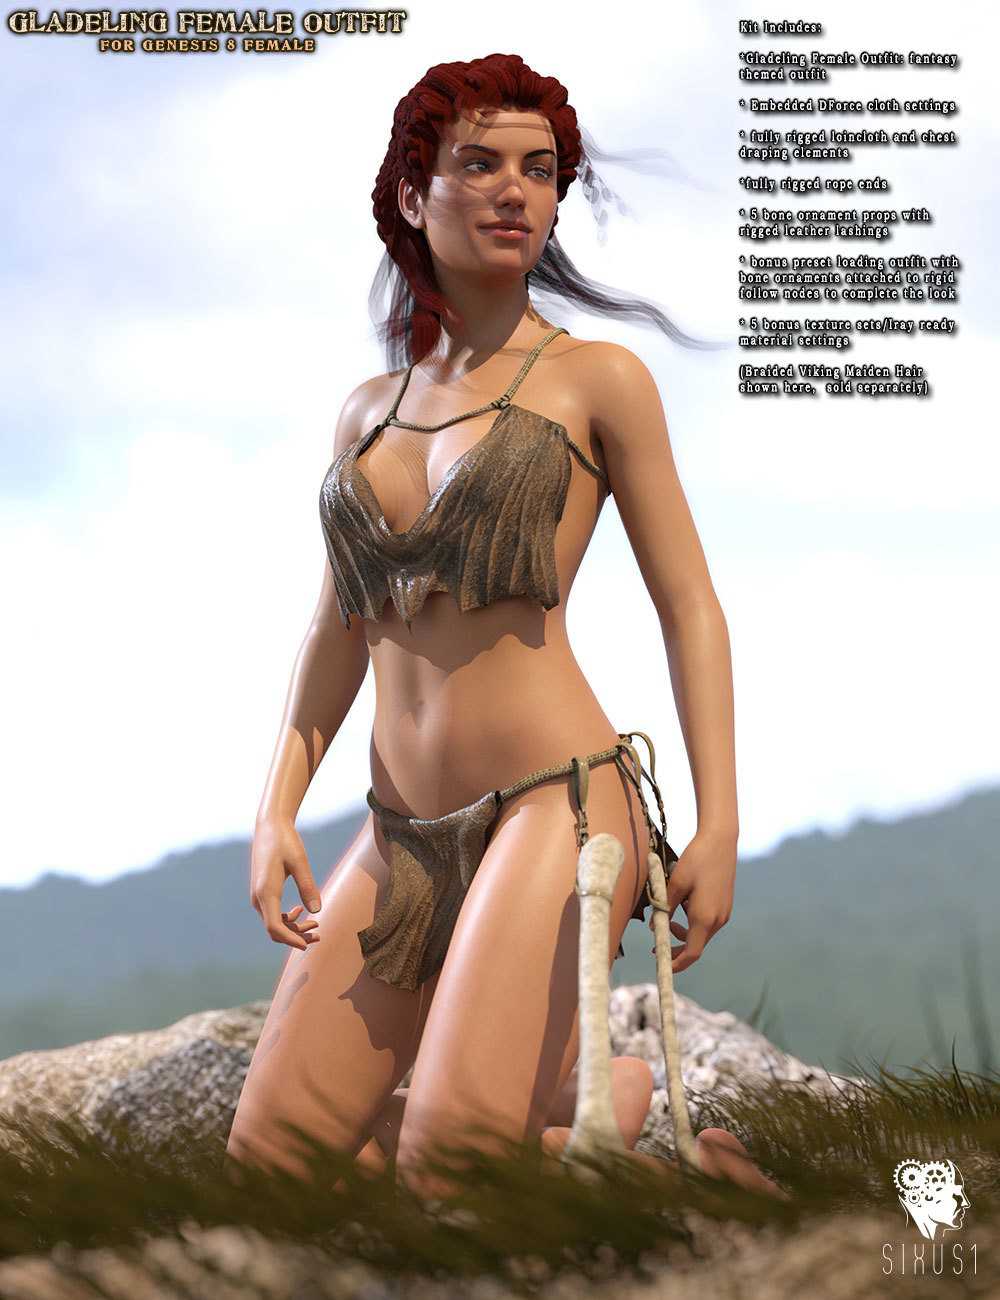 GLADELING FEMALE OUTFIT
FOR GENESIS 8 FEMALE
Kit Includes:
*Gladeling Female Outfit: fantasy
themed outfit
* Embedded DForce cloth settings
* fully rigged loincloth and chest
draping elements
*fully rigged rope ends
* 5 bone ornament props with
rigged leather lashings
* bonus preset loading outfit with
bone ornaments attached to rigid
follow nodes to complete the look
* 5 bonus texture sets/Iray ready
material settings
(Braided Viking Maiden Hair
shown here, sold separately)
SIXUS1